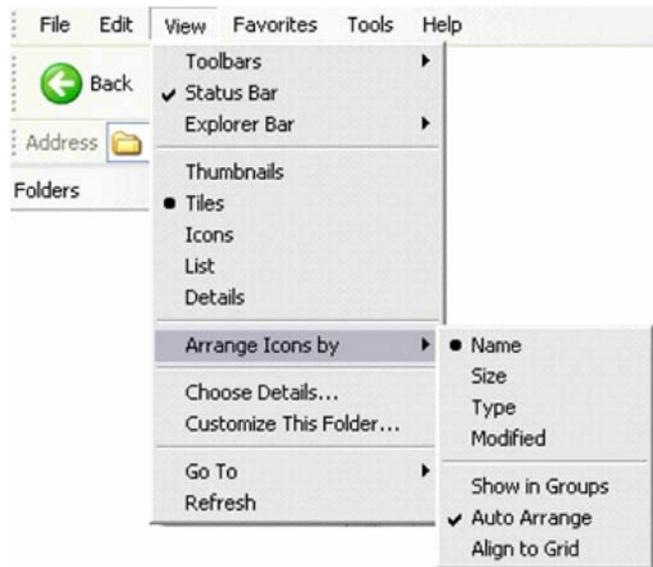 File Edit View Favorites Tools Help
Back
Address
Folders
Toolbars
Status Bar
Explorer Bar
Thumbnails
Tiles
Icons
List
Details
Arrange Icons by
Choose Details...
Customize This Folder...
Go To
Refresh
Name
Size
Type
Modified
Show in Groups
Auto Arrange
Align to Grid